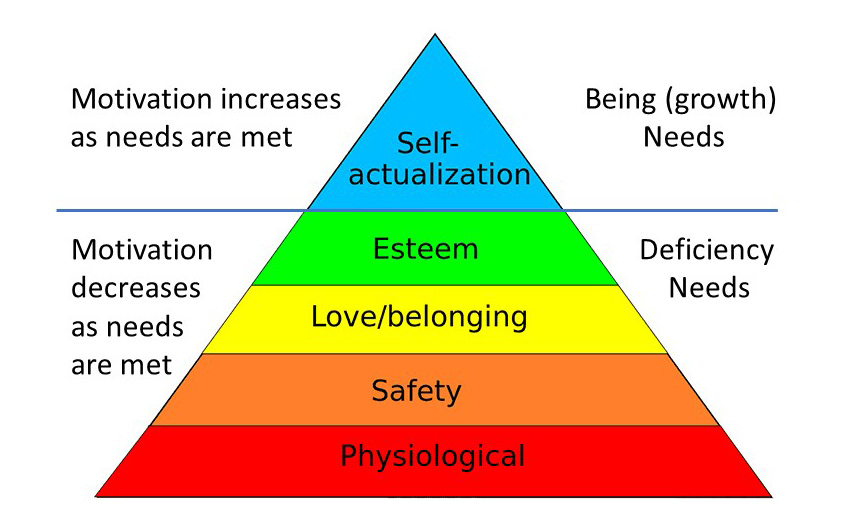 Motivation increases
as needs are met
Being (growth)
Needs
Self-
actualization
Motivation
decreases
as needs
are met
Esteem
Deficiency
Needs
Love/belonging
Safety
Physiological